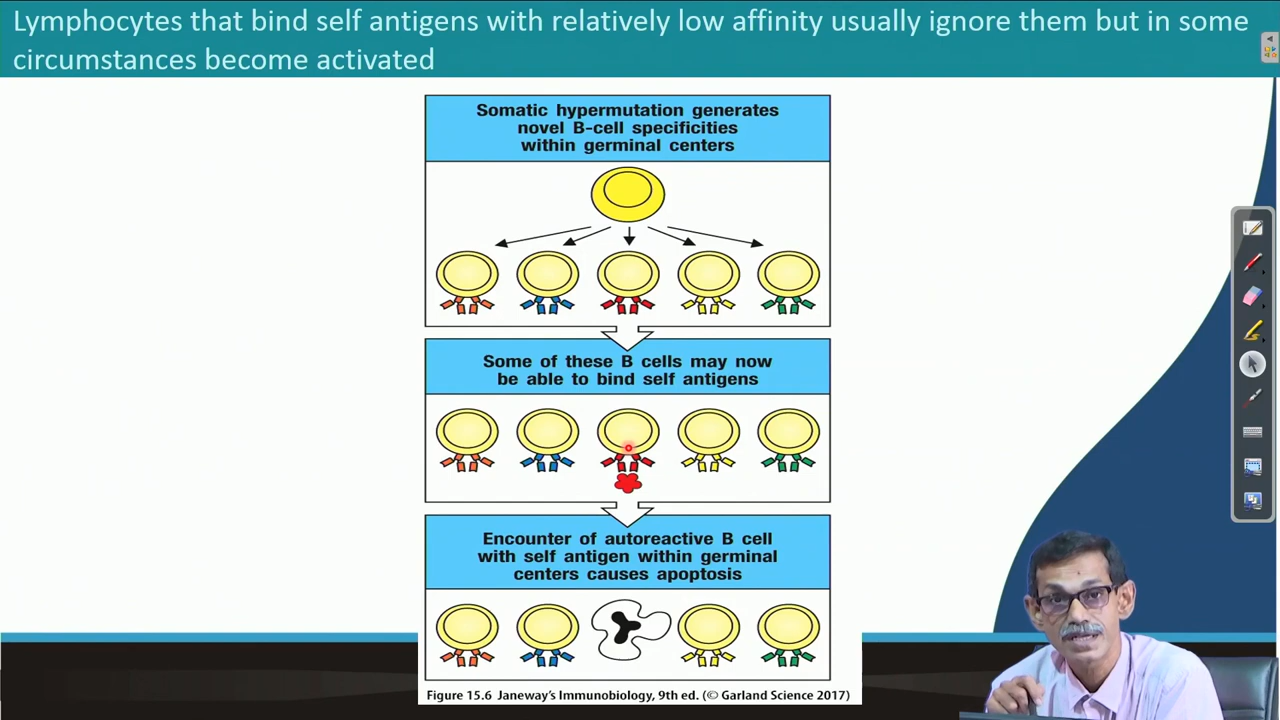 Lymphocytes that bind self antigens with relatively low affinity usually ignore them but in some
circumstances become activated
Somatic hypermutation generates
novel B-cell specificities
within germinal centers
Some of these B cells may now
be able to bind self antigens
Encounter of autoreactive B cell
with self antigen within germinal
centers causes apoptosis
Figure 15.6 Janeway's Immunobiology, 9th ed. (© Garland Science 2017)